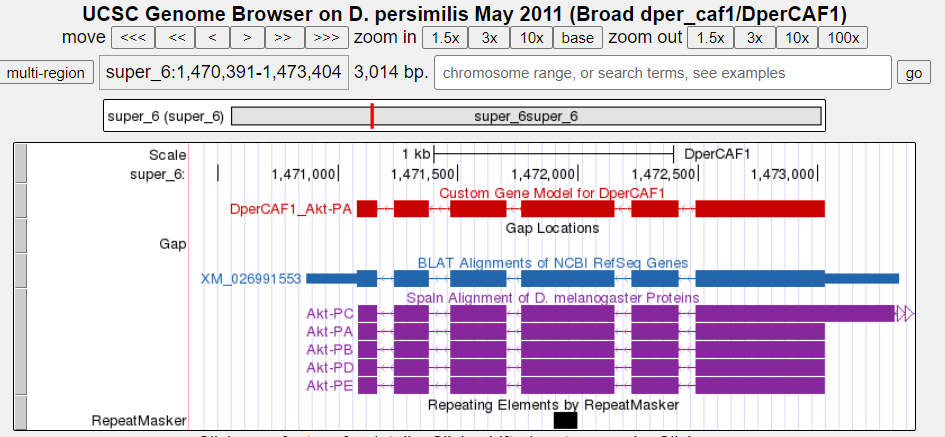 UCSC Genome Browser on D. persimilis May 2011 (Broad dper_caf1/DperCAF1)
move <<< << < > >> >>> zoom in 1.5x 3x 10x base zoom out 1.5x 3x 10x 100x
multi-region super_6:1,470,391-1,473,404 3,014 bp. chromosome range, or search terms, see examples go
super_6 (super_6) super_6super_6
Scale 1 kb DperCAF1
super_6: 1,471,000 1,471,500 1,472,000 1,472,500 1,473,000
Custom Gene Model for DperCAF1
DperCAF1_Akt-PA
Gap Locations
Gap
BLAT Alignments of NCBI RefSeq Genes
XM_026991553
Spaln Alignment of D. melanogaster Proteins
Akt-PC
Akt-PA
Akt-PB
Akt-PD
Akt-PE
Repeating Elements by RepeatMasker
RepeatMasker